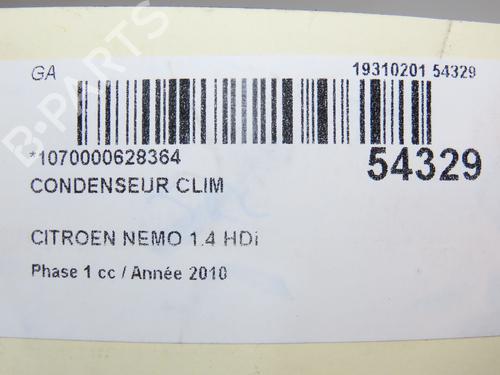 B-PARTS
GA
19310201 54329
*1070000628364
54329
CONDENSEUR CLIM
CITROEN NEMO 1.4 HDi
Phase 1 cc / Année 2010